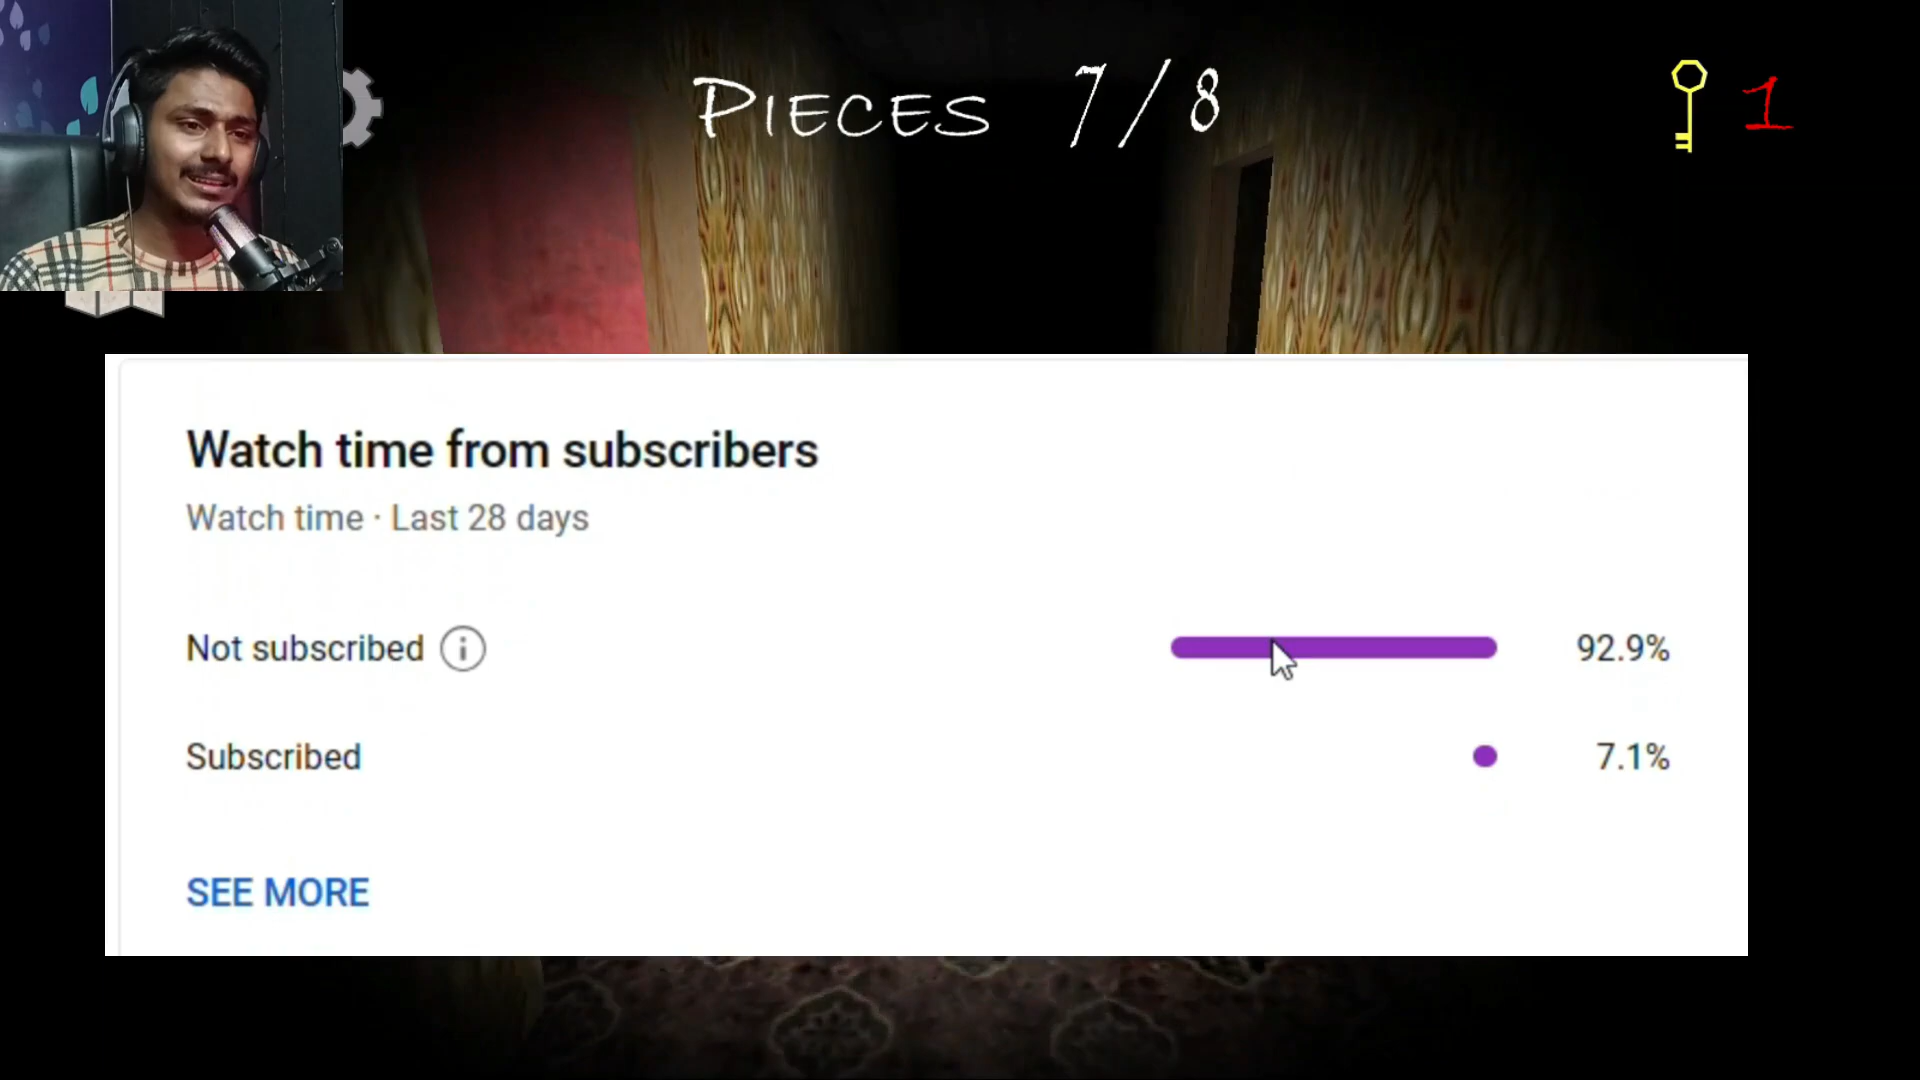 PIECES 7/8
1
Watch time from subscribers
Watch time · Last 28 days
Not subscribed 92.9%
Subscribed 7.1%
SEE MORE